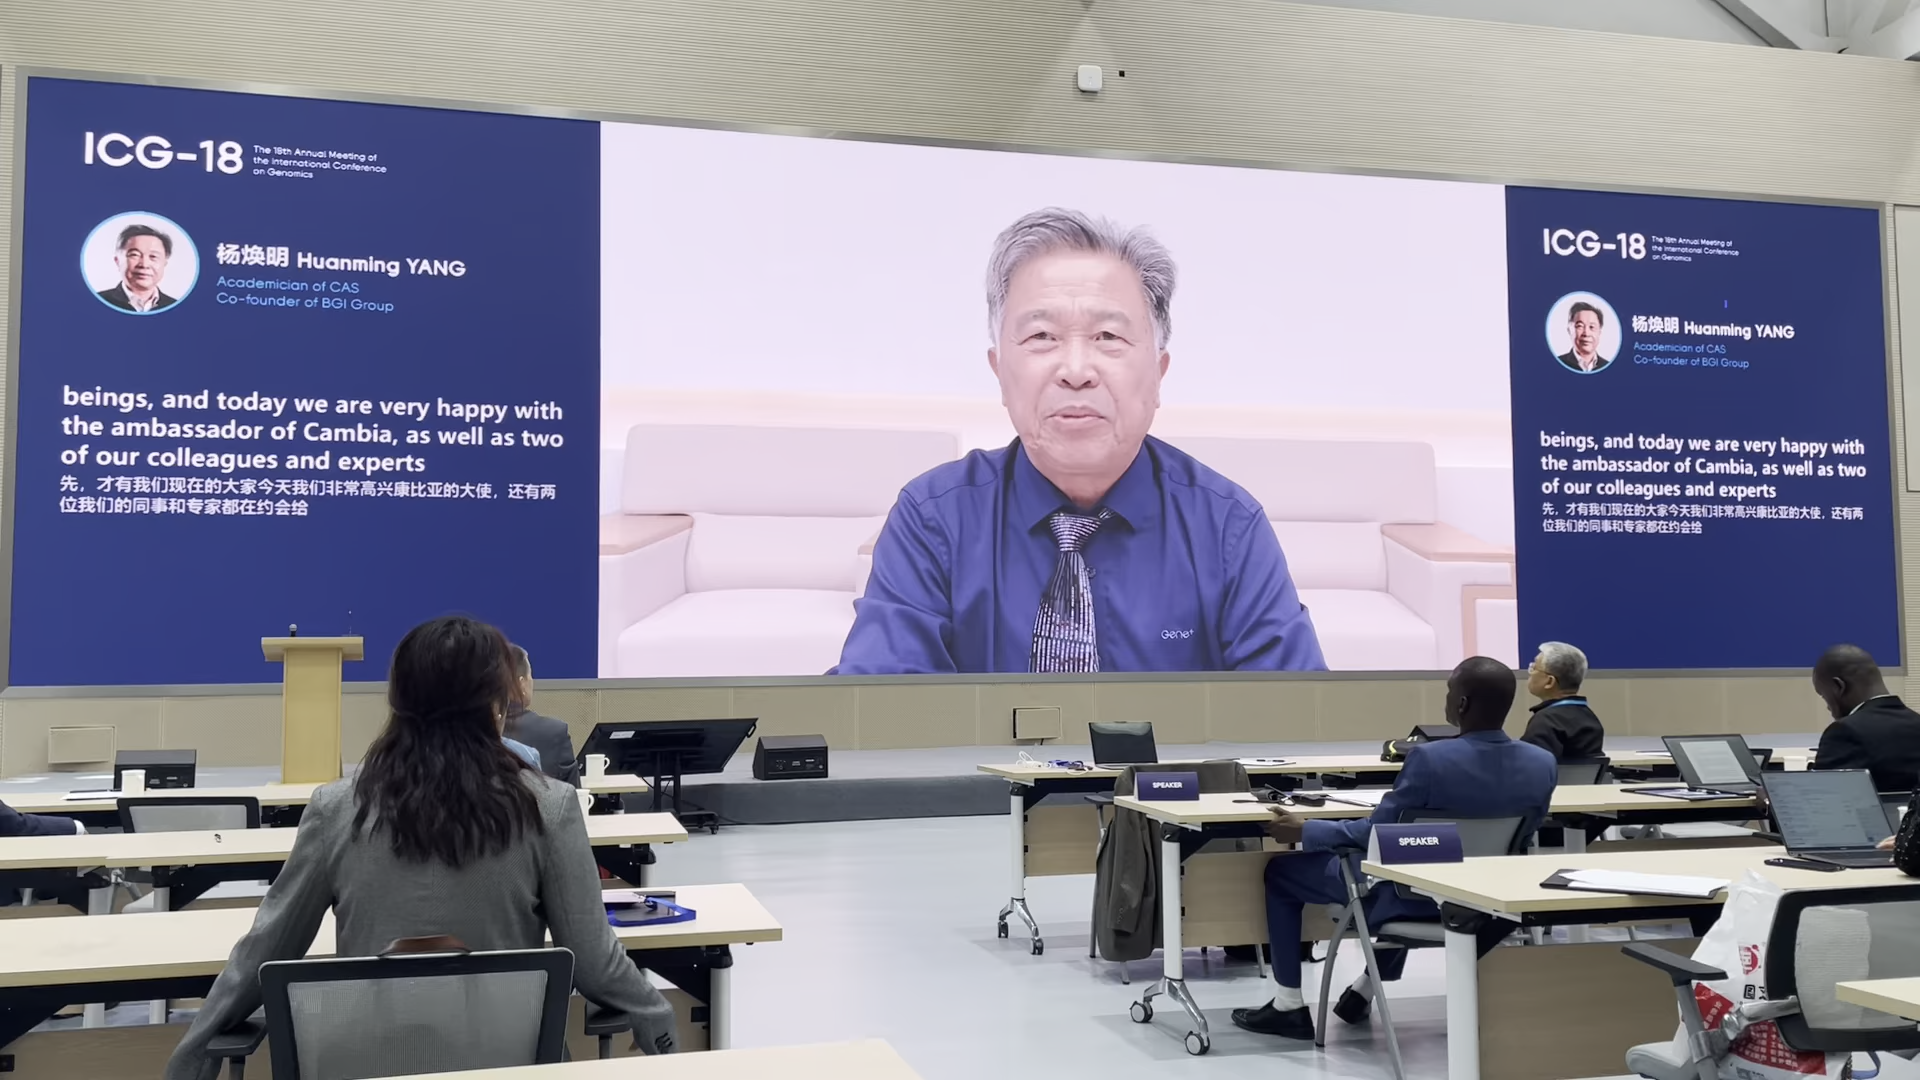 ICG-18
The 18th Annual Meeting of
the International Conference
on Genomics
杨焕明 Huanming YANG
Academician of CAS
Co-founder of BGI Group
beings, and today we are very happy with
the ambassador of Cambia, as well as two
of our colleagues and experts
先，才有我们现在的大家今天我们非常高兴康比亚的大使，还有两
位我们的同事和专家都在约会给
Gene+
ICG-18
The 18th Annual Meeting of
the International Conference
on Genomics
杨焕明 Huanming YANG
Academician of CAS
Co-founder of BGI Group
beings, and today we are very happy with
the ambassador of Cambia, as well as two
of our colleagues and experts
先，才有我们现在的大家今天我们非常高兴康比亚的大使，还有两
位我们的同事和专家都在约会给
SPEAKER
SPEAKER